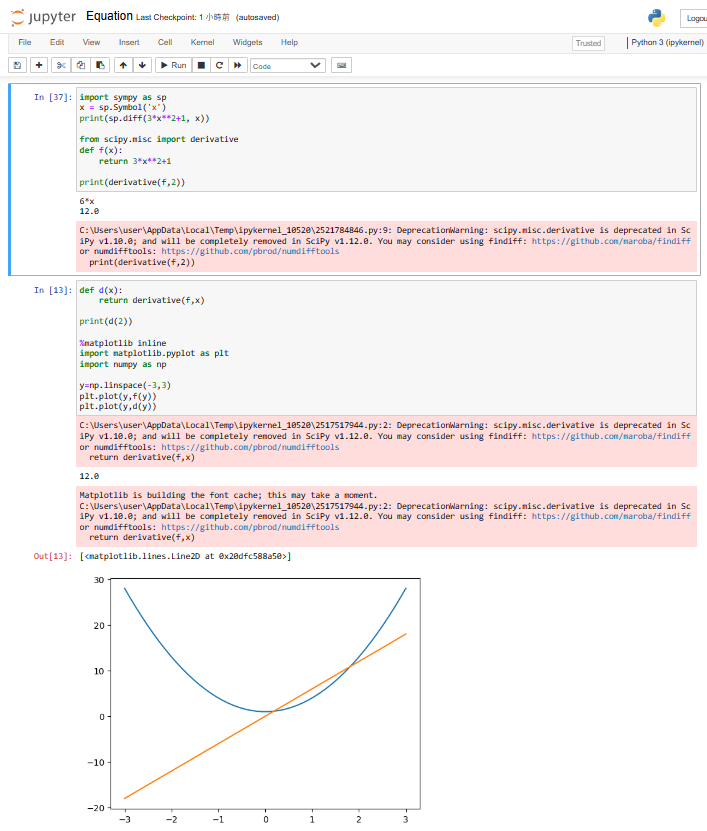 jupyter Equation Last Checkpoint: 1 小時前 (autosaved)
Logou
File Edit View Insert Cell Kernel Widgets Help
Trusted
Python 3 (ipykernel)
Run
Code
In [37]: import sympy as sp
x = sp.Symbol('x')
print(sp.diff(3*x**2+1, x))
from scipy.misc import derivative
def f(x):
    return 3*x**2+1
print(derivative(f,2))
6*x
12.0
C:\Users\user\AppData\Local\Temp\ipykernel_10520\2521784846.py:9: DeprecationWarning: scipy.misc.derivative is deprecated in Sc
iPy v1.10.0; and will be completely removed in SciPy v1.12.0. You may consider using findiff: https://github.com/maroba/findiff
or numdifftools: https://github.com/pbrod/numdifftools
  print(derivative(f,2))
In [13]: def d(x):
    return derivative(f,x)
print(d(2))
%matplotlib inline
import matplotlib.pyplot as plt
import numpy as np
y=np.linspace(-3,3)
plt.plot(y,f(y))
plt.plot(y,d(y))
C:\Users\user\AppData\Local\Temp\ipykernel_10520\2517517944.py:2: DeprecationWarning: scipy.misc.derivative is deprecated in Sc
iPy v1.10.0; and will be completely removed in SciPy v1.12.0. You may consider using findiff: https://github.com/maroba/findiff
or numdifftools: https://github.com/pbrod/numdifftools
  return derivative(f,x)
12.0
Matplotlib is building the font cache; this may take a moment.
C:\Users\user\AppData\Local\Temp\ipykernel_10520\2517517944.py:2: DeprecationWarning: scipy.misc.derivative is deprecated in Sc
iPy v1.10.0; and will be completely removed in SciPy v1.12.0. You may consider using findiff: https://github.com/maroba/findiff
or numdifftools: https://github.com/pbrod/numdifftools
  return derivative(f,x)
Out[13]: [<matplotlib.lines.Line2D at 0x20dfc588a50>]
30
20
10
0
−10
−20
−3 −2 −1 0 1 2 3